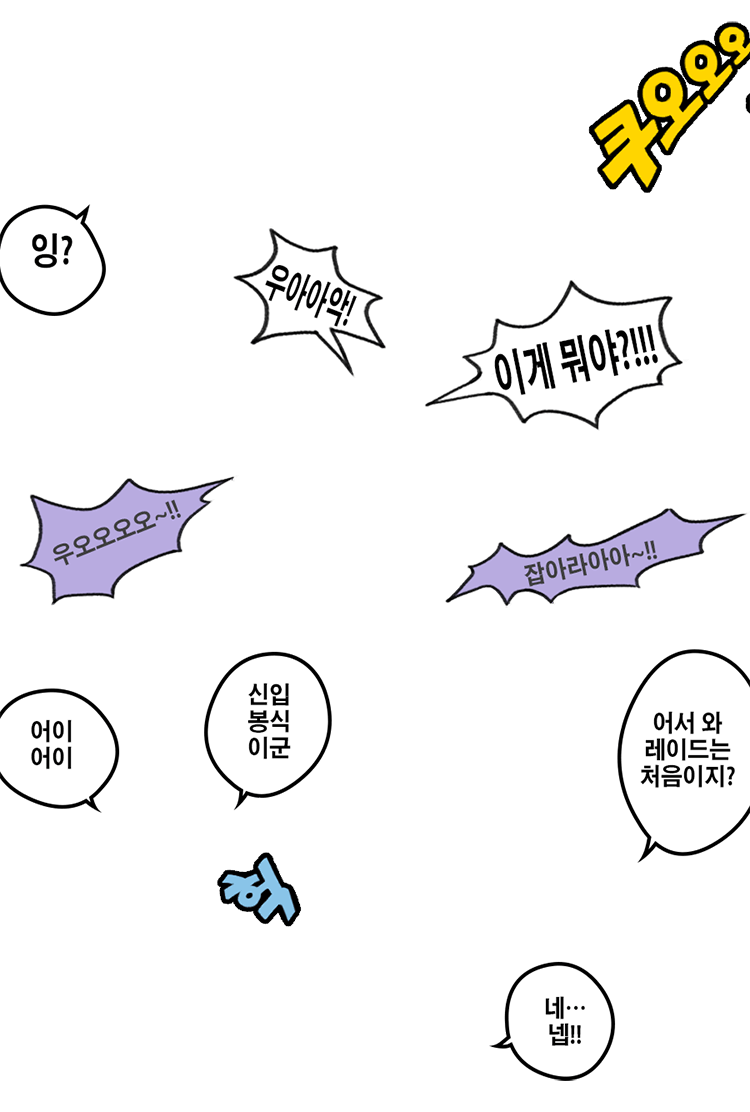 쿠오오오
잉?
우아아악!
이게 뭐야?!!!
우오오오오~!!
잡아라아아~!!
어이
어이
신입
봉식
이군
어서 와
레이드는
처음이지?
네…
넵!!